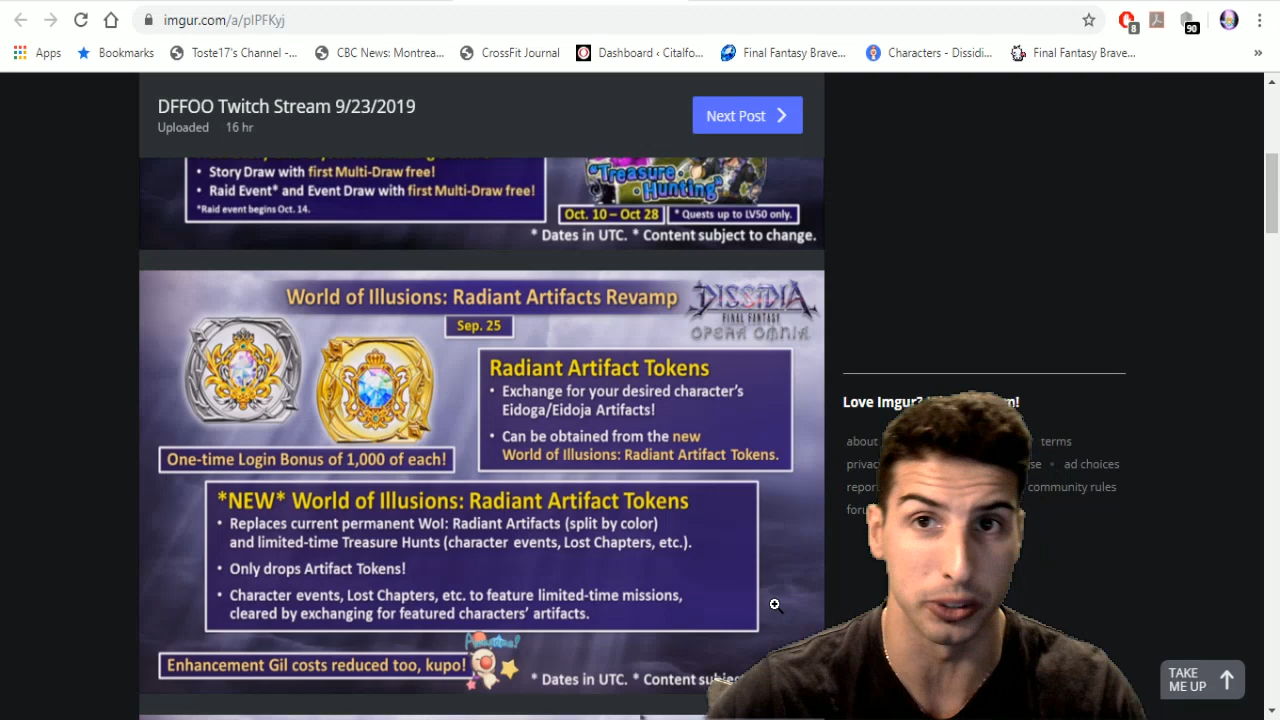 imgur.com/a/pIPFKyj
8
90
Apps
Bookmarks
Toste17's Channel -...
CBC News: Montrea...
CrossFit Journal
Dashboard ‹ Citalfo...
Final Fantasy Brave...
Characters - Dissidi...
Final Fantasy Brave...
»
DFFOO Twitch Stream 9/23/2019
Uploaded 16 hr
Next Post
• Story Draw with first Multi-Draw free!
• Raid Event* and Event Draw with first Multi-Draw free!
*Raid event begins Oct. 14.
Treasure
Hunting
Oct. 10 – Oct 28
* Quests up to LV50 only.
* Dates in UTC. * Content subject to change.
World of Illusions: Radiant Artifacts Revamp
DISSIDIA
FINAL FANTASY
OPERA OMNIA
Sep. 25
Radiant Artifact Tokens
• Exchange for your desired character's
Eidoga/Eidoja Artifacts!
• Can be obtained from the new
World of Illusions: Radiant Artifact Tokens.
One-time Login Bonus of 1,000 of each!
*NEW* World of Illusions: Radiant Artifact Tokens
• Replaces current permanent WoI: Radiant Artifacts (split by color)
and limited-time Treasure Hunts (character events, Lost Chapters, etc.).
• Only drops Artifact Tokens!
• Character events, Lost Chapters, etc. to feature limited-time missions,
cleared by exchanging for featured characters' artifacts.
Enhancement Gil costs reduced too, kupo!
* Dates in UTC. * Content subje
Love Imgur?
about
terms
privac
ad choices
repor
community rules
TAKE
ME UP